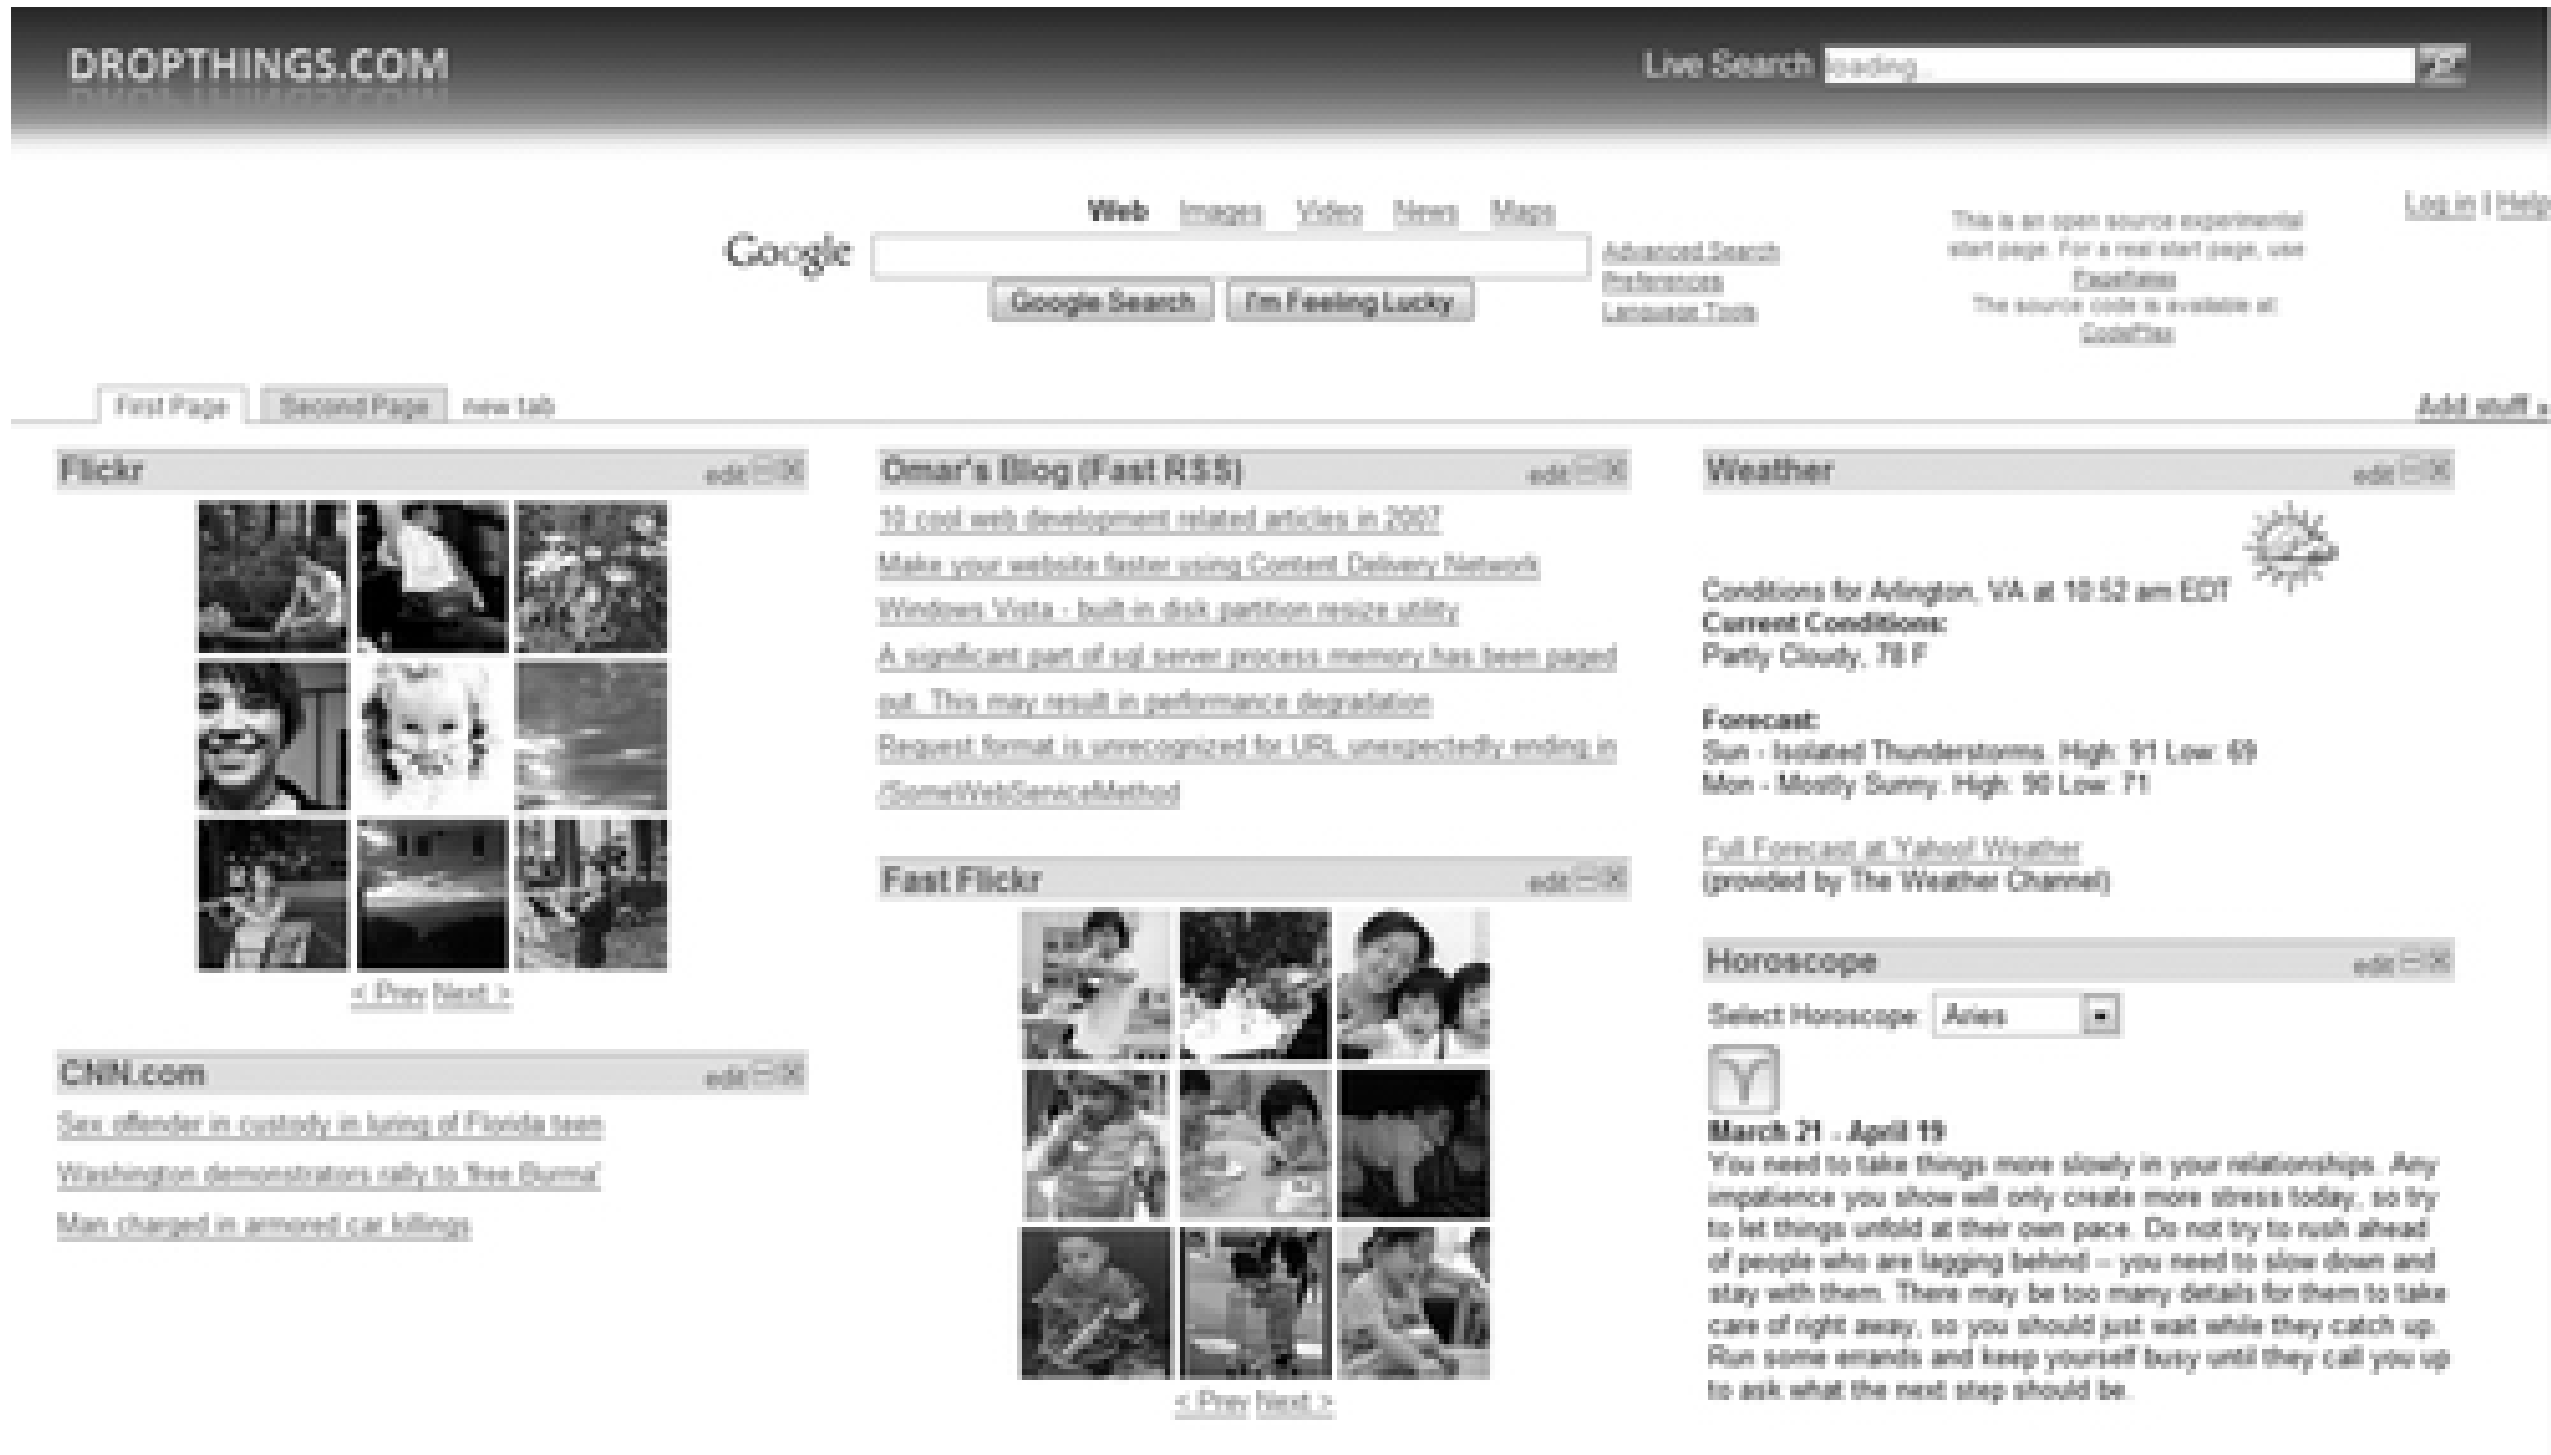 DROPTHINGS.COM
Live Search loading...
Web Images Video News Maps
Google
Advanced Search
Preferences
Language Tools
Google Search I'm Feeling Lucky
Log in | Help
This is an open source experimental
start page. For a real start page, use
Pageflakes
The source code is available at
CodePlex
First Page Second Page new tab
Add stuff »
Flickr edit
< Prev Next >
CNN.com edit
Sex offender in custody in luring of Florida teen
Washington demonstrators rally to 'free Burma'
Man charged in armored car killings
Omar's Blog (Fast RSS) edit
10 cool web development related articles in 2007
Make your website faster using Content Delivery Network
Windows Vista - built-in disk partition resize utility
A significant part of sql server process memory has been paged
out. This may result in performance degradation
Request format is unrecognized for URL unexpectedly ending in
/SomeWebServiceMethod
Fast Flickr edit
< Prev Next >
Weather edit
Conditions for Arlington, VA at 10:52 am EDT
Current Conditions:
Partly Cloudy, 78 F
Forecast:
Sun - Isolated Thunderstorms. High: 91 Low: 69
Mon - Mostly Sunny. High: 90 Low: 71
Full Forecast at Yahoo! Weather
(provided by The Weather Channel)
Horoscope edit
Select Horoscope: Aries
March 21 - April 19
You need to take things more slowly in your relationships. Any
impatience you show will only create more stress today, so try
to let things unfold at their own pace. Do not try to rush ahead
of people who are lagging behind -- you need to slow down and
stay with them. There may be too many details for them to take
care of right away, so you should just wait while they catch up.
Run some errands and keep yourself busy until they call you up
to ask what the next step should be.